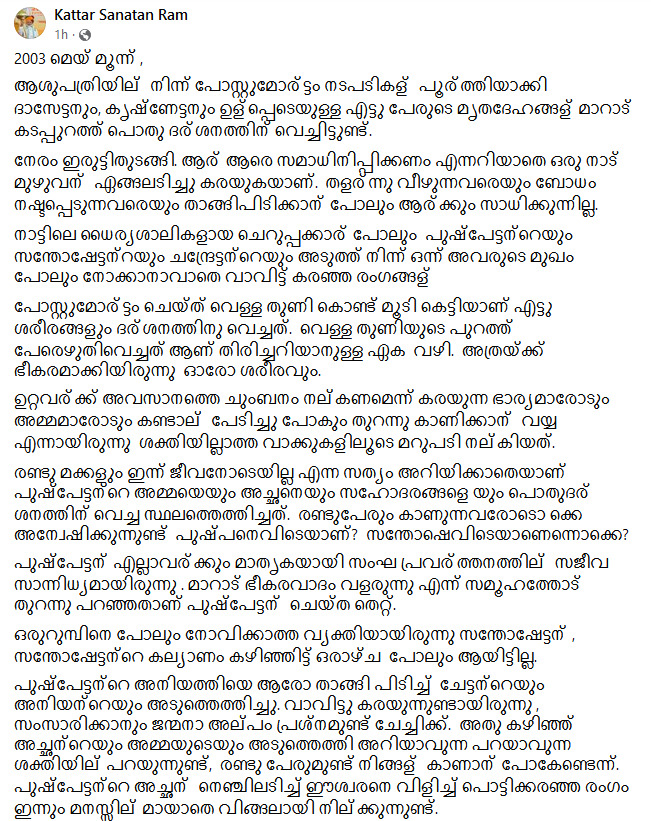 Kattar Sanatan Ram
1h ·
2003 മെയ് മൂന്ന് ,
ആശുപത്രിയില്‍ നിന്ന് പോസ്റ്റുമോര്‍ട്ടം നടപടികള്‍ പൂര്‍ത്തിയാക്കി
ദാസേട്ടനും, കൃഷ്ണേട്ടനും ഉള്‍പ്പെടെയുള്ള എട്ടു പേരുടെ മൃതദേഹങ്ങള്‍ മാറാട്
കടപ്പുറത്ത് പൊതു ദര്‍ശനത്തിന് വെച്ചിട്ടുണ്ട്.
നേരം ഇരുട്ടിതുടങ്ങി. ആര് ആരെ സമാധിനിപ്പിക്കണം എന്നറിയാതെ ഒരു നാട്
മുഴുവന്‍ ഏങ്ങലടിച്ചു കരയുകയാണ്. തളര്‍ന്നു വീഴുന്നവരെയും ബോധം
നഷ്ടപ്പെടുന്നവരെയും താങ്ങിപിടിക്കാന്‍ പോലും ആര്‍ക്കും സാധിക്കുന്നില്ല.
നാട്ടിലെ ധൈര്യശാലികളായ ചെറുപ്പക്കാര്‍ പോലും പുഷ്പേട്ടന്റെയും
സന്തോഷേട്ടന്റയും ചന്ദ്രേട്ടന്റെയും അടുത്ത് നിന്ന് ഒന്ന് അവരുടെ മുഖം
പോലും നോക്കാനാവാതെ വാവിട്ട് കരഞ്ഞ രംഗങ്ങള്‍
പോസ്റ്റുമോര്‍ട്ടം ചെയ്ത് വെള്ള തുണി കൊണ്ട് മൂടി കെട്ടിയാണ് എട്ടു
ശരീരങ്ങളും ദര്‍ശനത്തിനു വെച്ചത്. വെള്ള തുണിയുടെ പുറത്ത്
പേരെഴുതിവെച്ചത് ആണ് തിരിച്ചറിയാനുള്ള ഏക വഴി. അത്രയ്ക്ക്
ഭീകരമാക്കിയിരുന്നു ഓരോ ശരീരവും.
ഉറ്റവര്‍ക്ക് അവസാനത്തെ ചുംബനം നല്കണമെന്ന് കരയുന്ന ഭാര്യമാരോടും
അമ്മമാരോടും കണ്ടാല്‍ പേടിച്ചു പോകും തുറന്നു കാണിക്കാന്‍ വയ്യ
എന്നായിരുന്നു ശക്തിയില്ലാത്ത വാക്കുകളിലൂടെ മറുപടി നല്കിയത്.
രണ്ടു മക്കളും ഇന്ന് ജീവനോടെയില്ല എന്ന സത്യം അറിയിക്കാതെയാണ്
പുഷ്പേട്ടന്റെ അമ്മയെയും അച്ഛനെയും സഹോദരങ്ങളെ യും പൊതുദര്‍
ശനത്തിന് വെച്ച സ്ഥലത്തെത്തിച്ചത്. രണ്ടുപേരും കാണുന്നവരോടൊ ക്കെ
അന്വേഷിക്കുന്നുണ്ട് പുഷ്പനെവിടെയാണ്? സന്തോഷെവിടെയാണെന്നൊക്കെ?
പുഷ്പേട്ടന്‍ എല്ലാവര്‍ക്കും മാതൃകയായി സംഘ പ്രവര്‍ത്തനത്തില്‍ സജീവ
സാന്നിധ്യമായിരുന്നു . മാറാട് ഭീകരവാദം വളരുന്നു എന്ന് സമൂഹത്തോട്
തുറന്നു പറഞ്ഞതാണ് പുഷ്പേട്ടന്‍ ചെയ്ത തെറ്റ്.
ഒരുറുമ്പിനെ പോലും നോവിക്കാത്ത വ്യക്തിയായിരുന്നു സന്തോഷേട്ടന്‍ ,
സന്തോഷേട്ടന്റെ കല്യാണം കഴിഞ്ഞിട്ട് ഒരാഴ്ച പോലും ആയിട്ടില്ല.
പുഷ്പേട്ടന്റെ അനിയത്തിയെ ആരോ താങ്ങി പിടിച്ച് ചേട്ടന്റെയും
അനിയന്റെയും അടുത്തെത്തിച്ചു. വാവിട്ടു കരയുന്നുണ്ടായിരുന്നു ,
സംസാരിക്കാനും ജന്മനാ അല്പം പ്രശ്നമുണ്ട് ചേച്ചിക്ക്. അതു കഴിഞ്ഞ്
അച്ഛന്റെയും അമ്മയുടെയും അടുത്തെത്തി അറിയാവുന്ന പറയാവുന്ന
ശക്തിയില്‍ പറയുന്നുണ്ട്, രണ്ടു പേരുമുണ്ട് നിങ്ങള്‍ കാണാന്‍ പോകേണ്ടെന്ന്.
പുഷ്പേട്ടന്റെ അച്ഛന്‍ നെഞ്ചിലടിച്ച് ഈശ്വരനെ വിളിച്ച് പൊട്ടിക്കരഞ്ഞ രംഗം
ഇന്നും മനസ്സില്‍ മായാതെ വിങ്ങലായി നില്ക്കുന്നുണ്ട്.